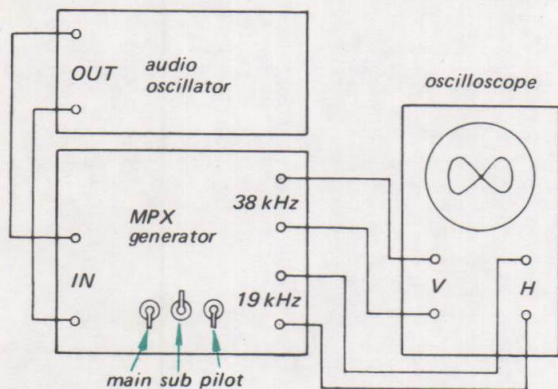 OUT
audio
oscillator
oscilloscope
MPX
generator
38 kHz
IN
19 kHz
V
H
main sub pilot